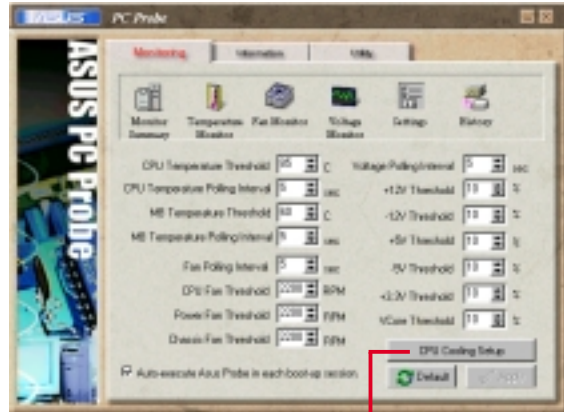 ASUS PC Probe
ASUS PC Probe
Monitoring Information Utility
Monitor Summary
Temperature Monitor
Fan Monitor
Voltage Monitor
Settings
History
CPU Temperature Threshold 95 C
CPU Temperature Polling Interval 5 sec
MB Temperature Threshold 60 C
MB Temperature Polling Interval 5 sec
Fan Polling Interval 5 sec
CPU Fan Threshold RPM
Power Fan Threshold RPM
Chassis Fan Threshold RPM
Voltage Polling Interval 5 sec
+12V Threshold 10 %
-12V Threshold 10 %
+5V Threshold 10 %
-5V Threshold 10 %
+3.3V Threshold 10 %
VCore Threshold 10 %
CPU Cooling Setup
Auto-execute Asus Probe in each boot-up session
Default Apply